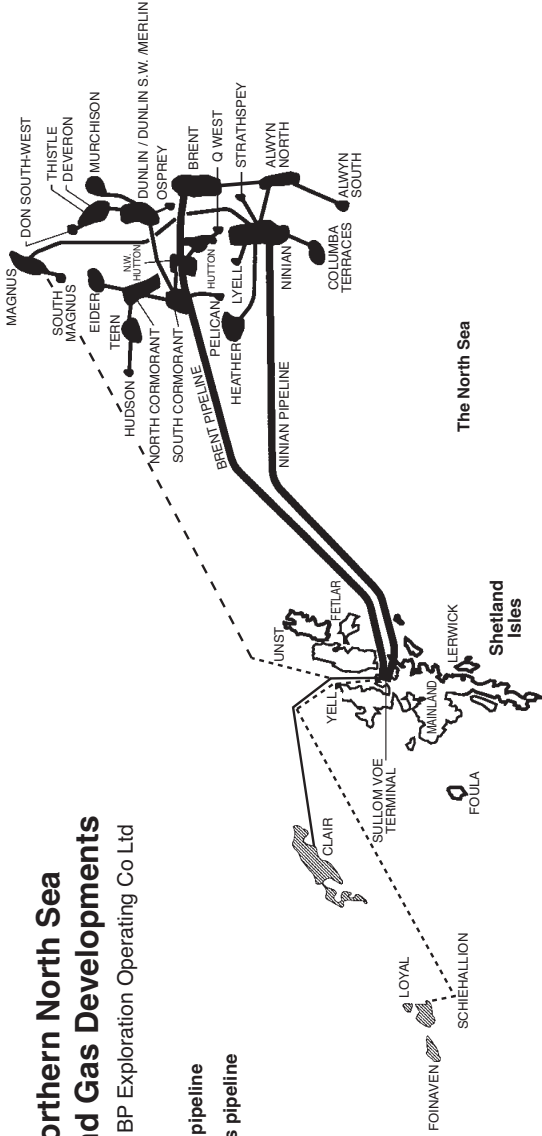 orthern North Sea
nd Gas Developments
BP Exploration Operating Co Ltd
pipeline
s pipeline
MAGNUS
SOUTH
MAGNUS
DON SOUTH-WEST
THISTLE
DEVERON
MURCHISON
DUNLIN / DUNLIN S.W. /MERLIN
OSPREY
BRENT
Q WEST
STRATHSPEY
ALWYN
NORTH
ALWYN
SOUTH
EIDER
TERN
HUDSON
N.W.
HUTTON
HUTTON
NORTH CORMORANT
SOUTH CORMORANT
PELICAN
LYELL
HEATHER
NINIAN
COLUMBA
TERRACES
BRENT PIPELINE
NINIAN PIPELINE
The North Sea
UNST
FETLAR
YELL
MAINLAND
LERWICK
Shetland
Isles
SULLOM VOE
TERMINAL
FOULA
CLAIR
LOYAL
SCHIEHALLION
FOINAVEN